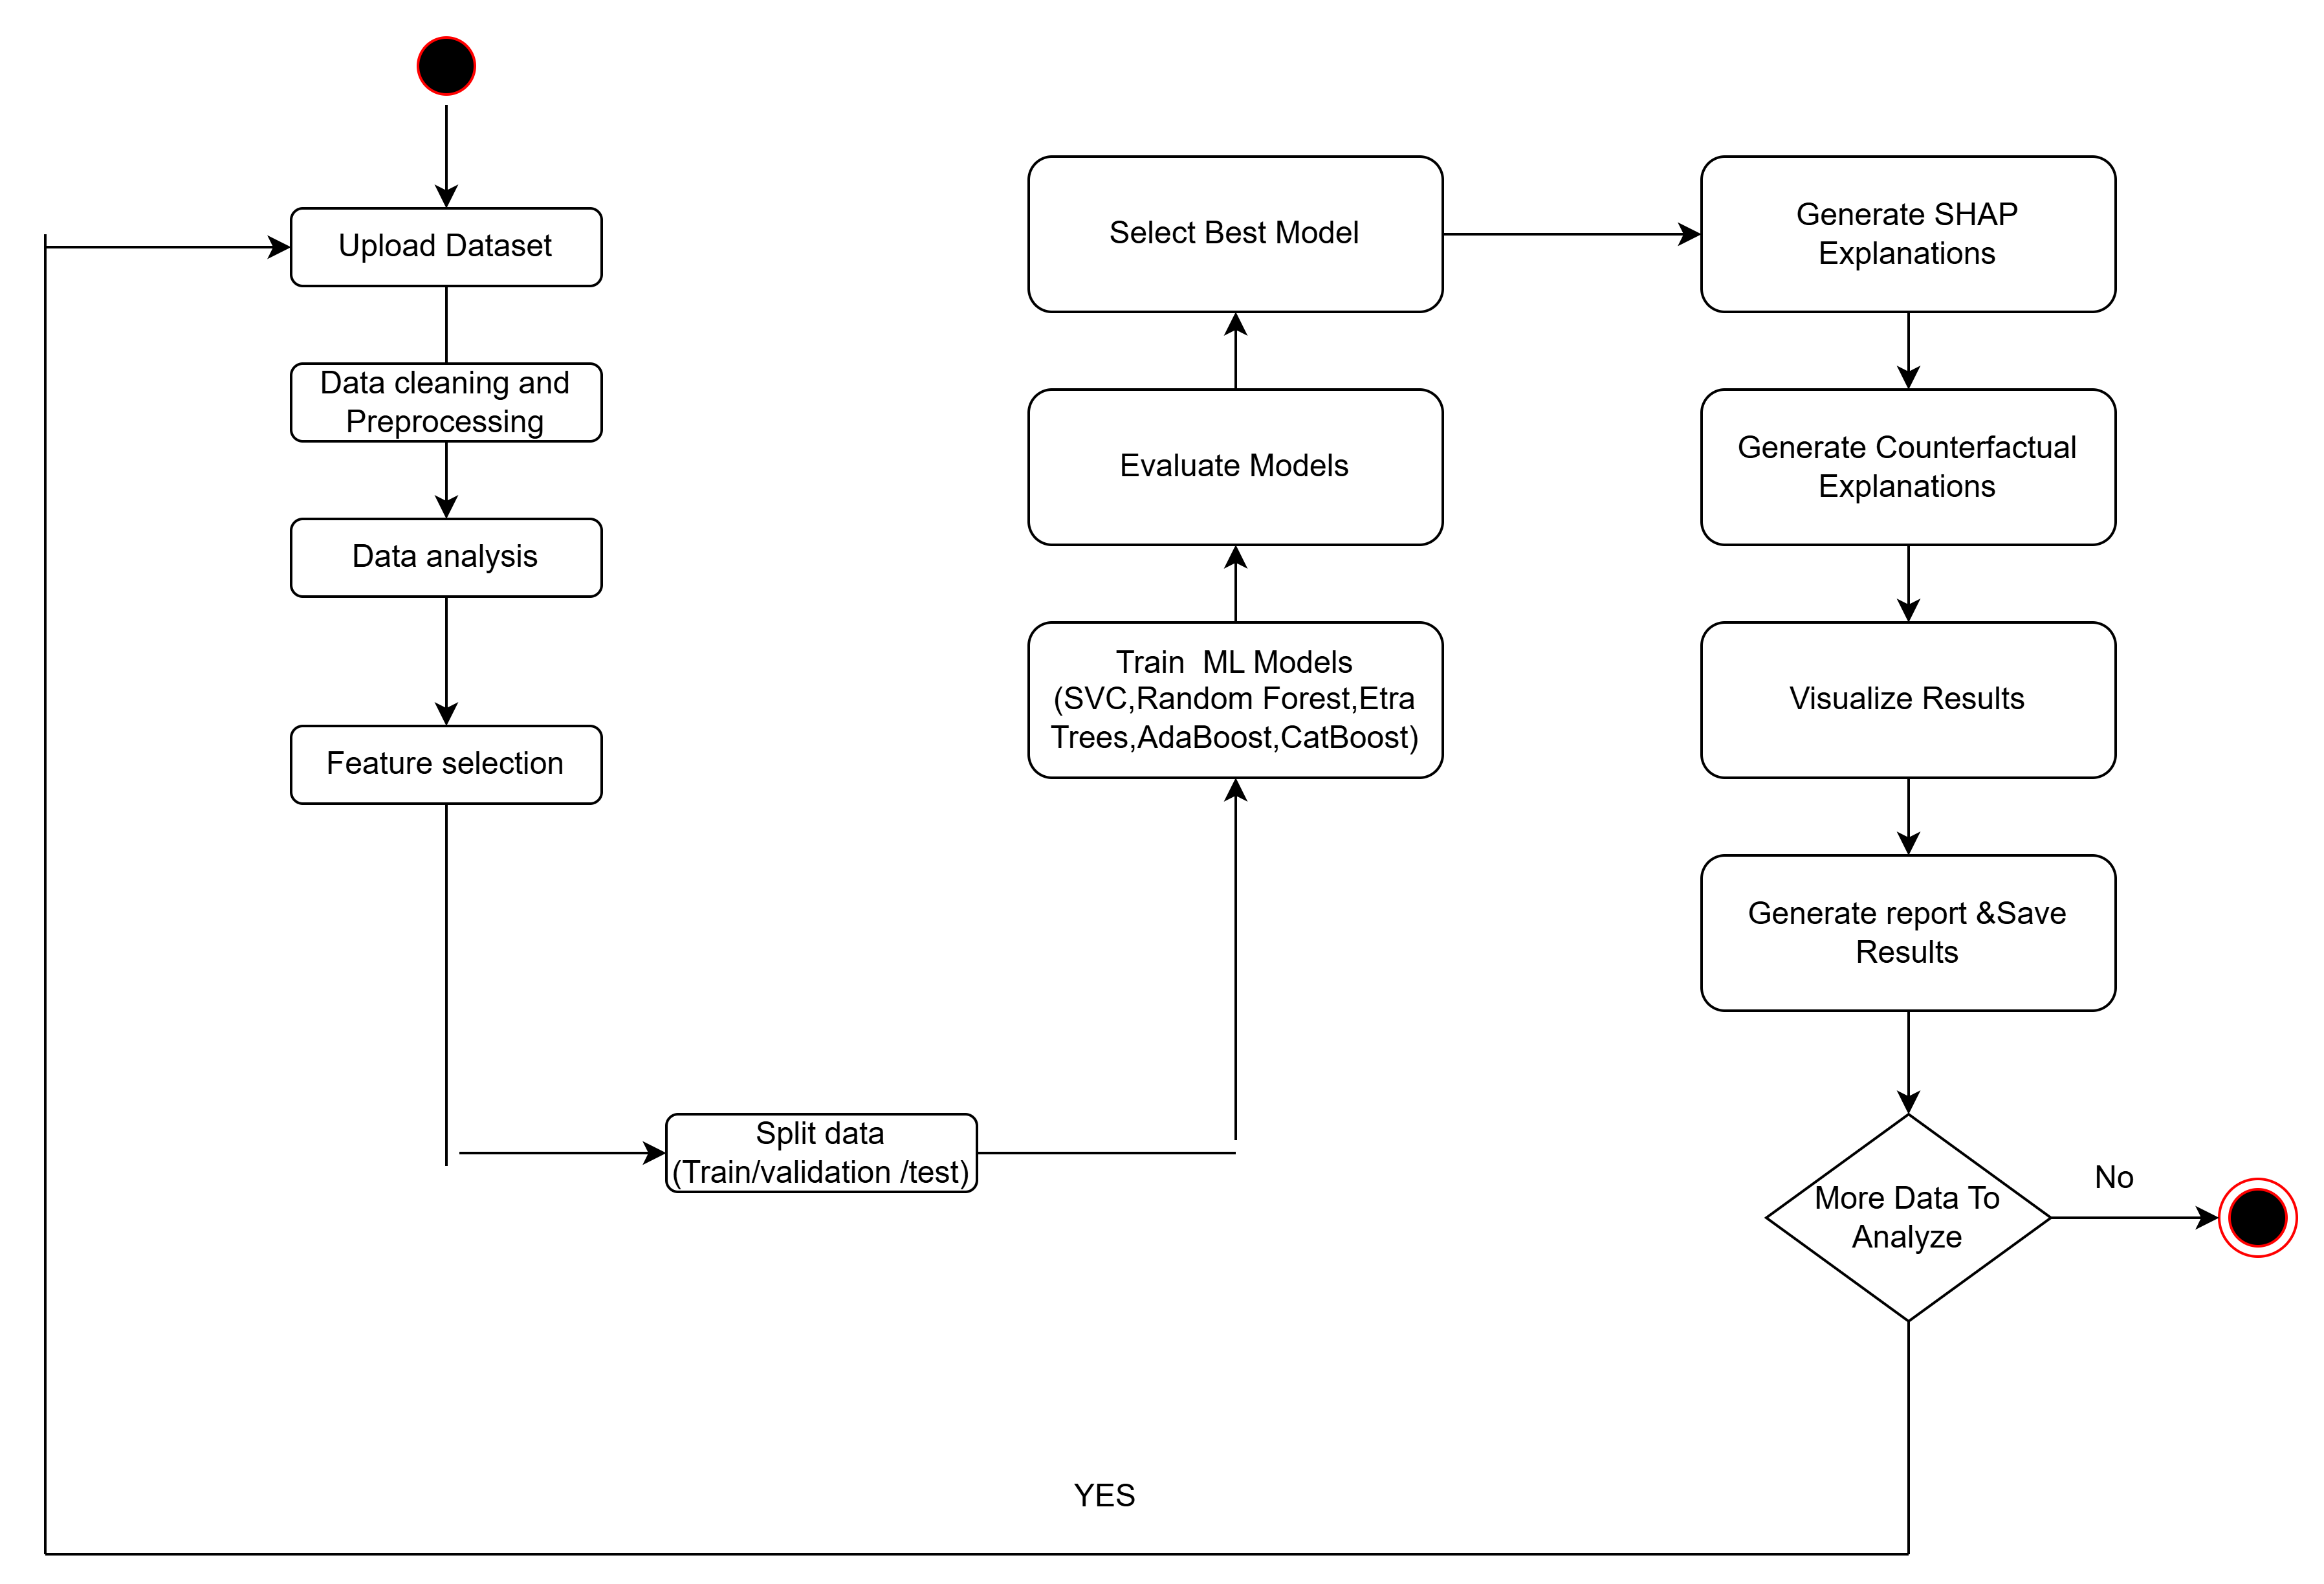 Upload Dataset
Data cleaning and
Preprocessing
Data analysis
Feature selection
Split data
(Train/validation /test)
Train  ML Models
(SVC,Random Forest,Etra
Trees,AdaBoost,CatBoost)
Evaluate Models
Select Best Model
Generate SHAP
Explanations
Generate Counterfactual
Explanations
Visualize Results
Generate report &Save
Results
More Data To
Analyze
No
YES